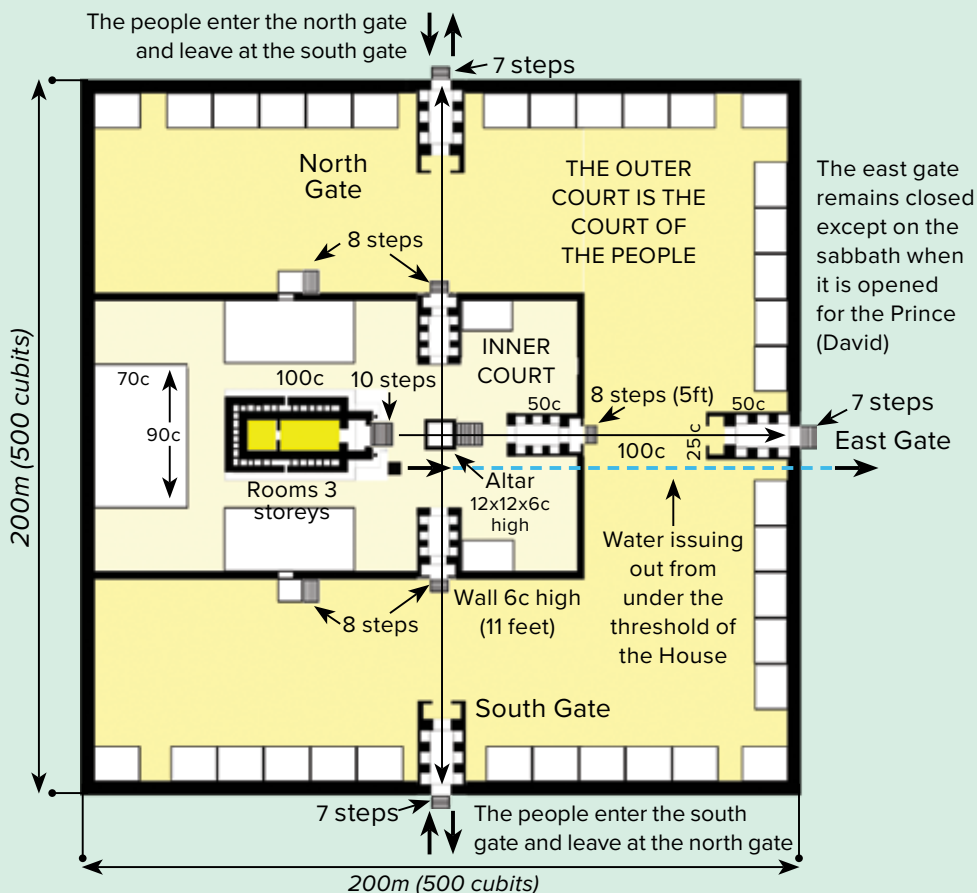 The people enter the north gate
and leave at the south gate
7 steps
North
Gate
THE OUTER
COURT IS THE
COURT OF
THE PEOPLE
The east gate
remains closed
except on the
sabbath when
it is opened
for the Prince
(David)
8 steps
INNER
COURT
70c
100c
10 steps
90c
50c
8 steps (5ft)
50c
7 steps
East Gate
25c
100c
Rooms 3
storeys
Altar
12x12x6c
high
Water issuing
out from
under the
threshold of
the House
Wall 6c high
(11 feet)
8 steps
South Gate
7 steps
The people enter the south
gate and leave at the north gate
200m (500 cubits)
200m (500 cubits)